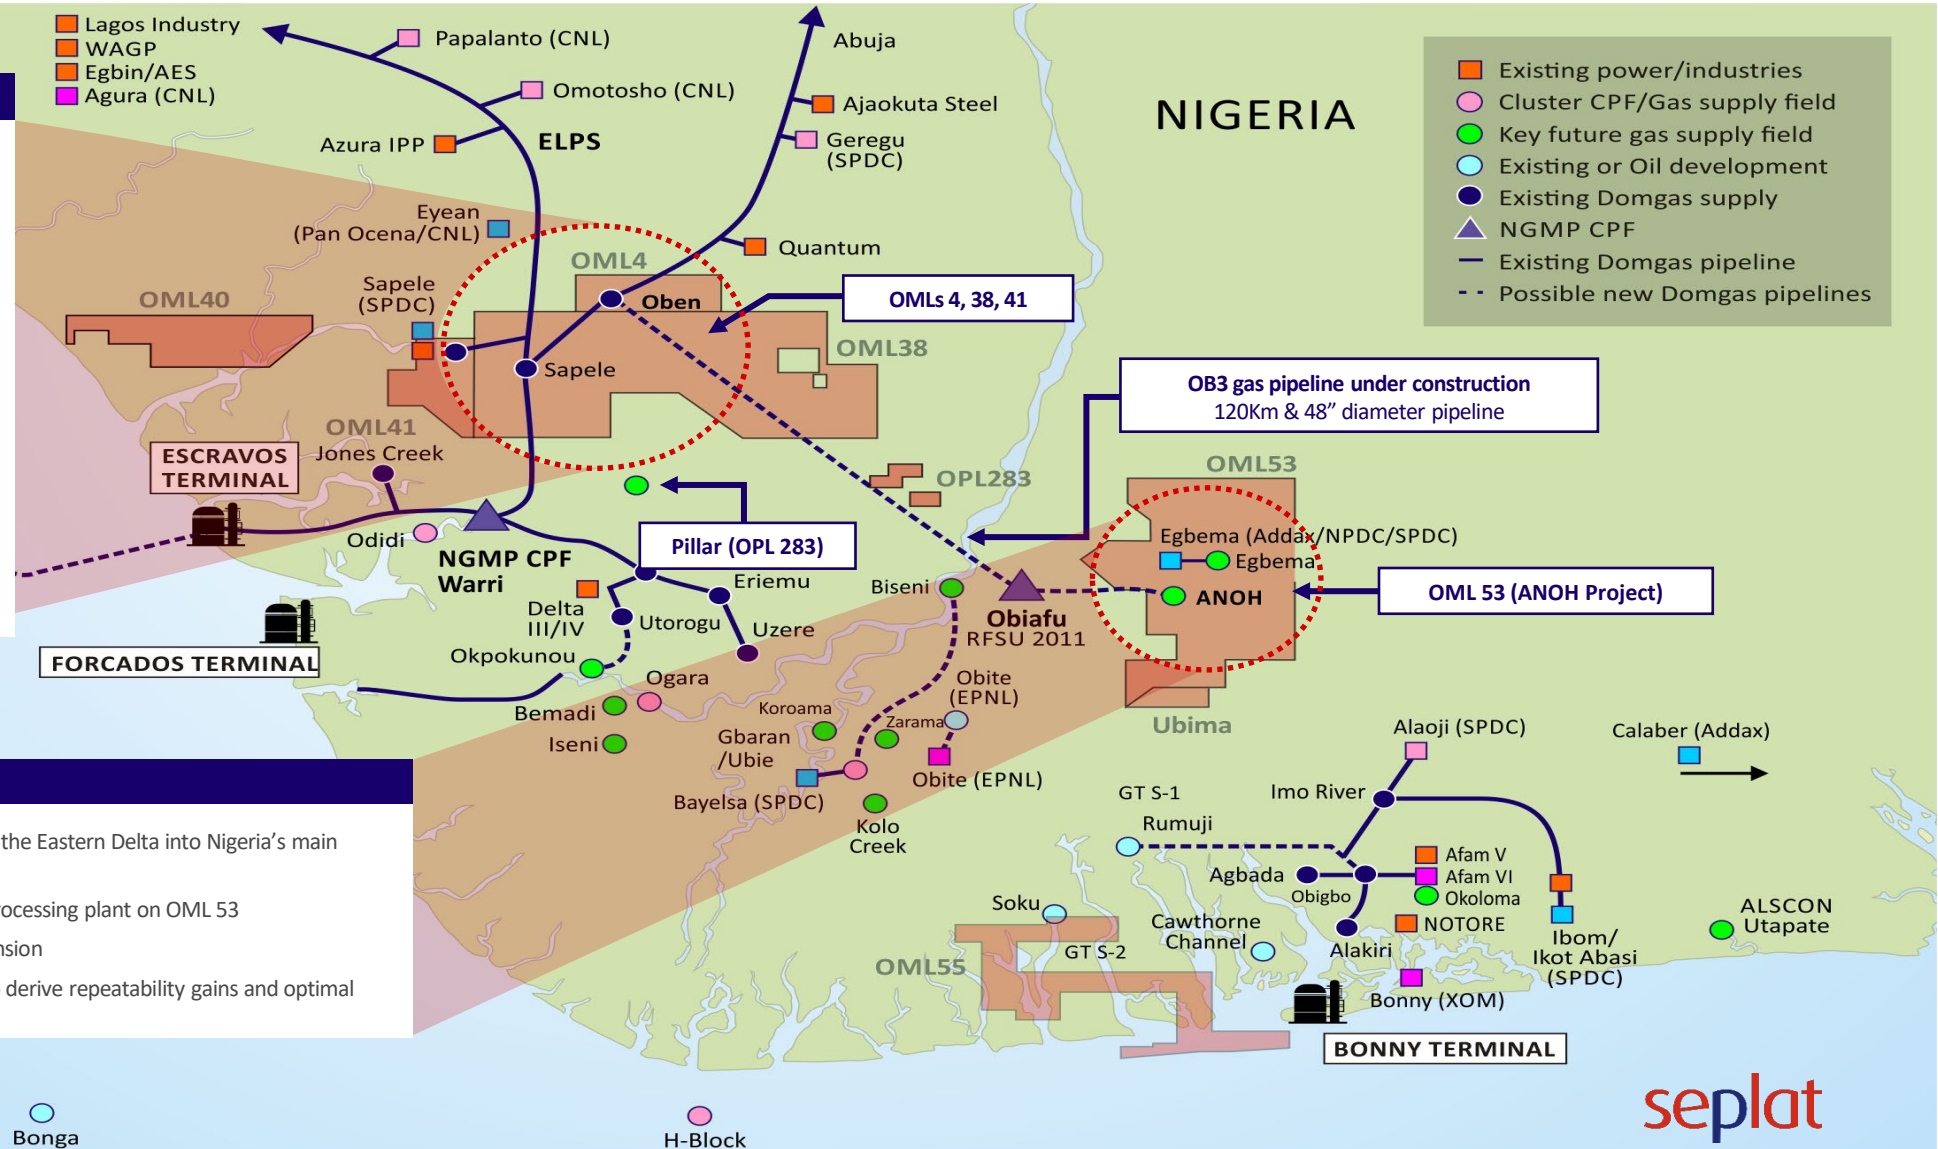 Lagos Industry
WAGP
Egbin/AES
Agura (CNL)
Papalanto (CNL)
Omotosho (CNL)
Azura IPP
ELPS
Abuja
Ajaokuta Steel
Geregu
(SPDC)
Quantum
NIGERIA
Existing power/industries
Cluster CPF/Gas supply field
Key future gas supply field
Existing or Oil development
Existing Domgas supply
NGMP CPF
Existing Domgas pipeline
Possible new Domgas pipelines
Eyean
(Pan Ocena/CNL)
OML4
Oben
OMLs 4, 38, 41
Sapele
(SPDC)
OML40
OML38
Sapele
OB3 gas pipeline under construction
120Km & 48” diameter pipeline
OML41
Jones Creek
ESCRAVOS
TERMINAL
OPL283
OML53
Odidi
NGMP CPF
Warri
Pillar (OPL 283)
Egbema (Addax/NPDC/SPDC)
Egbema
ANOH
OML 53 (ANOH Project)
Eriemu
Biseni
Delta
III/IV
Utorogu
Uzere
Obiafu
RFSU 2011
FORCADOS TERMINAL
Okpokunou
Ogara
Obite
(EPNL)
Bemadi
Koroama
Zarama
Iseni
Gbaran
/Ubie
Obite (EPNL)
Bayelsa (SPDC)
Kolo
Creek
Ubima
Alaoji (SPDC)
Calaber (Addax)
GT S-1
Rumuji
Imo River
Agbada
Obigbo
Afam V
Afam VI
Okoloma
NOTORE
Soku
GT S-2
Cawthorne
Channel
Alakiri
Ibom/
Ikot Abasi
(SPDC)
ALSCON
Utapate
OML55
Bonny (XOM)
BONNY TERMINAL
the Eastern Delta into Nigeria’s main
rocessing plant on OML 53
nsion
derive repeatability gains and optimal
Bonga
H-Block
seplat